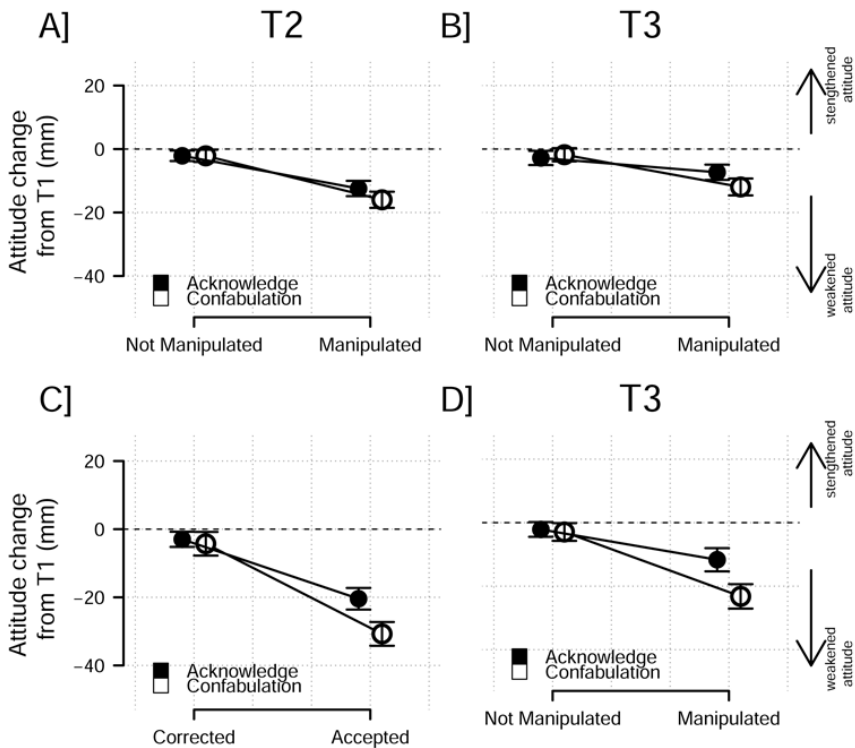 A] T2
B] T3
20
0
−20
−40
Attitude change
from T1 (mm)
Acknowledge
Confabulation
Not Manipulated Manipulated
Acknowledge
Confabulation
Not Manipulated Manipulated
stengthened
attitude
weakened
attitude
C]
D] T3
20
0
−20
−40
Attitude change
from T1 (mm)
Acknowledge
Confabulation
Corrected Accepted
Acknowledge
Confabulation
Not Manipulated Manipulated
stengthened
attitude
weakened
attitude